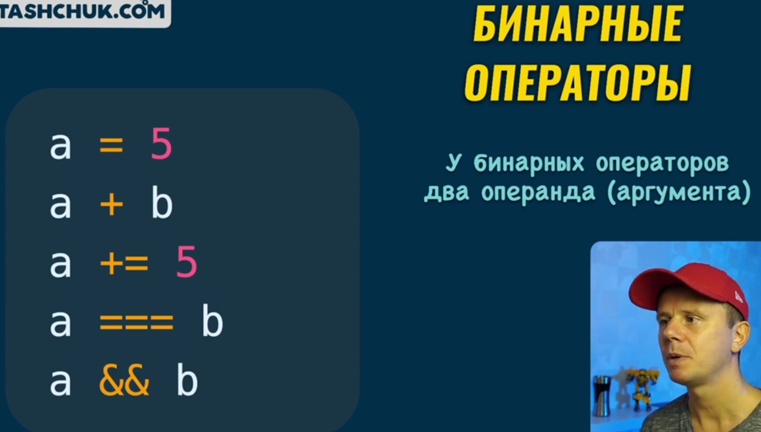 TASHCHUK.COM
БИНАРНЫЕ
ОПЕРАТОРЫ
У бинарных операторов
два операнда (аргумента)
a = 5
a + b
a += 5
a === b
a && b